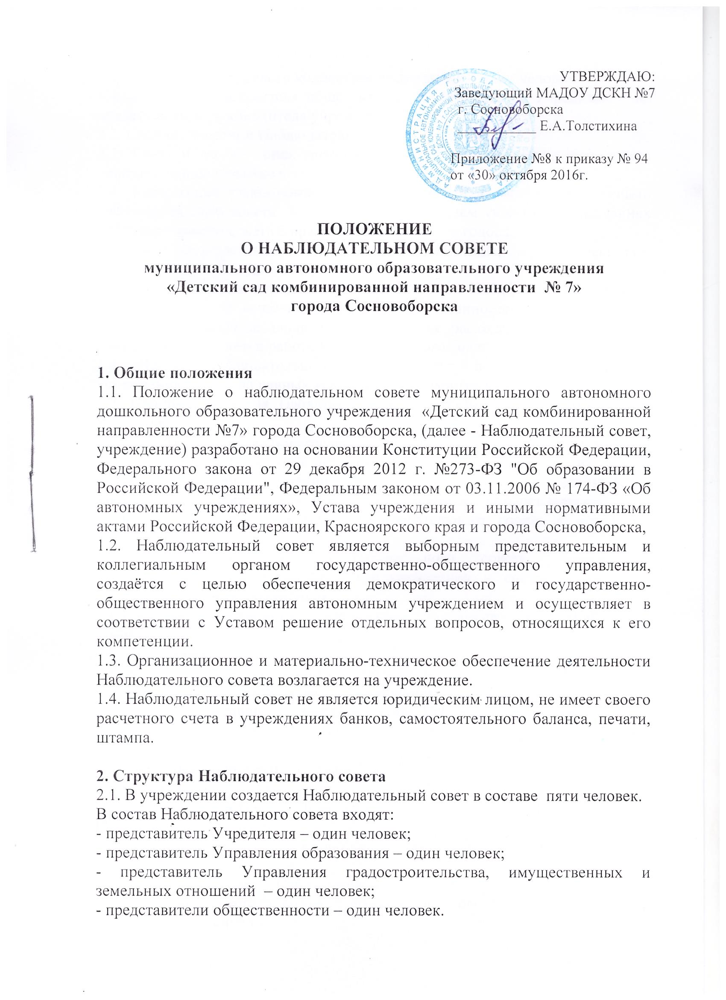 УТВЕРЖДАЮ:
Заведующий МАДОУ ДСКН №7
г. Сосновоборска
____________ Е.А.Толстихина
Приложение №8 к приказу № 94
от «30» октября 2016г.
ПОЛОЖЕНИЕ
О НАБЛЮДАТЕЛЬНОМ СОВЕТЕ
муниципального автономного образовательного учреждения
«Детский сад комбинированной направленности № 7»
города Сосновоборска
1. Общие положения
1.1. Положение о наблюдательном совете муниципального автономного
дошкольного образовательного учреждения «Детский сад комбинированной
направленности №7» города Сосновоборска, (далее - Наблюдательный совет,
учреждение) разработано на основании Конституции Российской Федерации,
Федерального закона от 29 декабря 2012 г. №273-ФЗ "Об образовании в
Российской Федерации", Федеральным законом от 03.11.2006 № 174-ФЗ «Об
автономных учреждениях», Устава учреждения и иными нормативными
актами Российской Федерации, Красноярского края и города Сосновоборска,
1.2. Наблюдательный совет является выборным представительным и
коллегиальным органом государственно-общественного управления,
создаётся с целью обеспечения демократического и государственно-
общественного управления автономным учреждением и осуществляет в
соответствии с Уставом решение отдельных вопросов, относящихся к его
компетенции.
1.3. Организационное и материально-техническое обеспечение деятельности
Наблюдательного совета возлагается на учреждение.
1.4. Наблюдательный совет не является юридическим лицом, не имеет своего
расчетного счета в учреждениях банков, самостоятельного баланса, печати,
штампа.
2. Структура Наблюдательного совета
2.1. В учреждении создается Наблюдательный совет в составе пяти человек.
В состав Наблюдательного совета входят:
- представитель Учредителя – один человек;
- представитель Управления образования – один человек;
- представитель Управления градостроительства, имущественных и
земельных отношений – один человек;
- представители общественности – один человек.